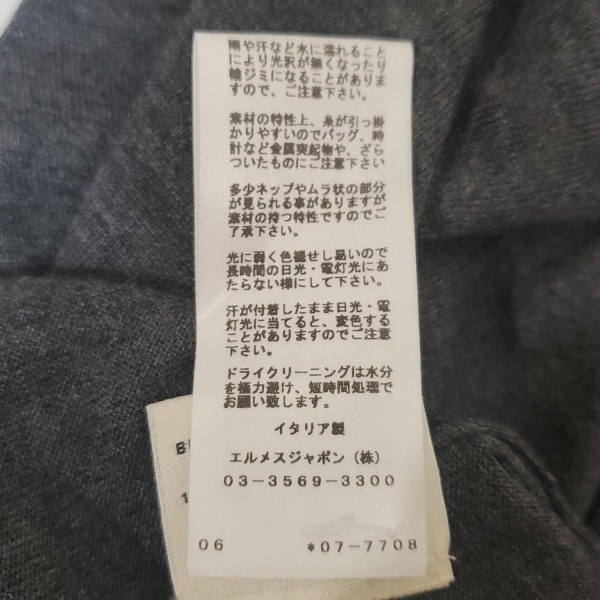 雨や汗など水に濡れること
により光沢が無くなったり
輪ジミになることがありま
すので、ご注意下さい。
素材の特性上、糸が引っ掛
かりやすいのでバッグ、時
計など金属突起物や、ざら
ついたものにご注意下さい
多少ネップやムラ状の部分
が見られる事がありますが
素材の持つ特性ですのでご
了承下さい。
光に弱く色褪せし易いので
長時間の日光・電灯光にあ
たらない様にして下さい。
汗が付着したまま日光・電
灯光に当てると、変色する
ことがありますのでご注意
下さい。
ドライクリーニングは水分
を極力避け、短時間処理で
お願い致します。
イタリア製
エルメスジャポン(株)
03-3569-3300
06 *07-7708